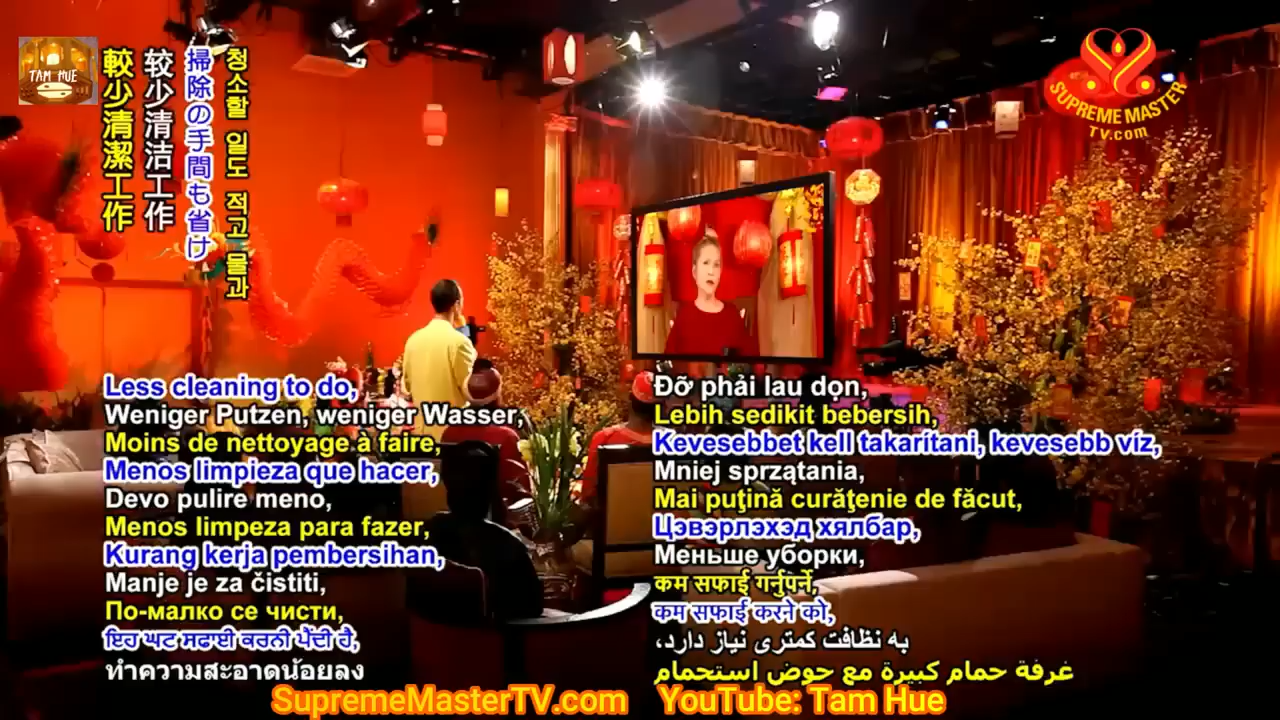 TAM HUE
較少清潔工作
较少清洁工作
掃除の手間も省け
청소할 일도 적고 물과
SUPREME MASTER
TV.com
Less cleaning to do,
Weniger Putzen, weniger Wasser,
Moins de nettoyage à faire,
Menos limpieza que hacer,
Devo pulire meno,
Menos limpeza para fazer,
Kurang kerja pembersihan,
Manje je za čistiti,
По-малко се чисти,
ਇਹ ਘਟ ਸਫਾਈ ਕਰਨੀ ਪੈਂਦੀ ਹੈ,
ทำความสะอาดน้อยลง
Đỡ phải lau dọn,
Lebih sedikit bebersih,
Kevesebbet kell takarítani, kevesebb víz,
Mniej sprzątania,
Mai puţină curăţenie de făcut,
Цэвэрлэхэд хялбар,
Меньше уборки,
कम सफाई गर्नुपर्ने,
कम सफाई करने को,
به نظافت کمتری نیاز دارد،
غرفة حمام كبيرة مع حوض استحمام
SupremeMasterTV.com
YouTube: Tam Hue